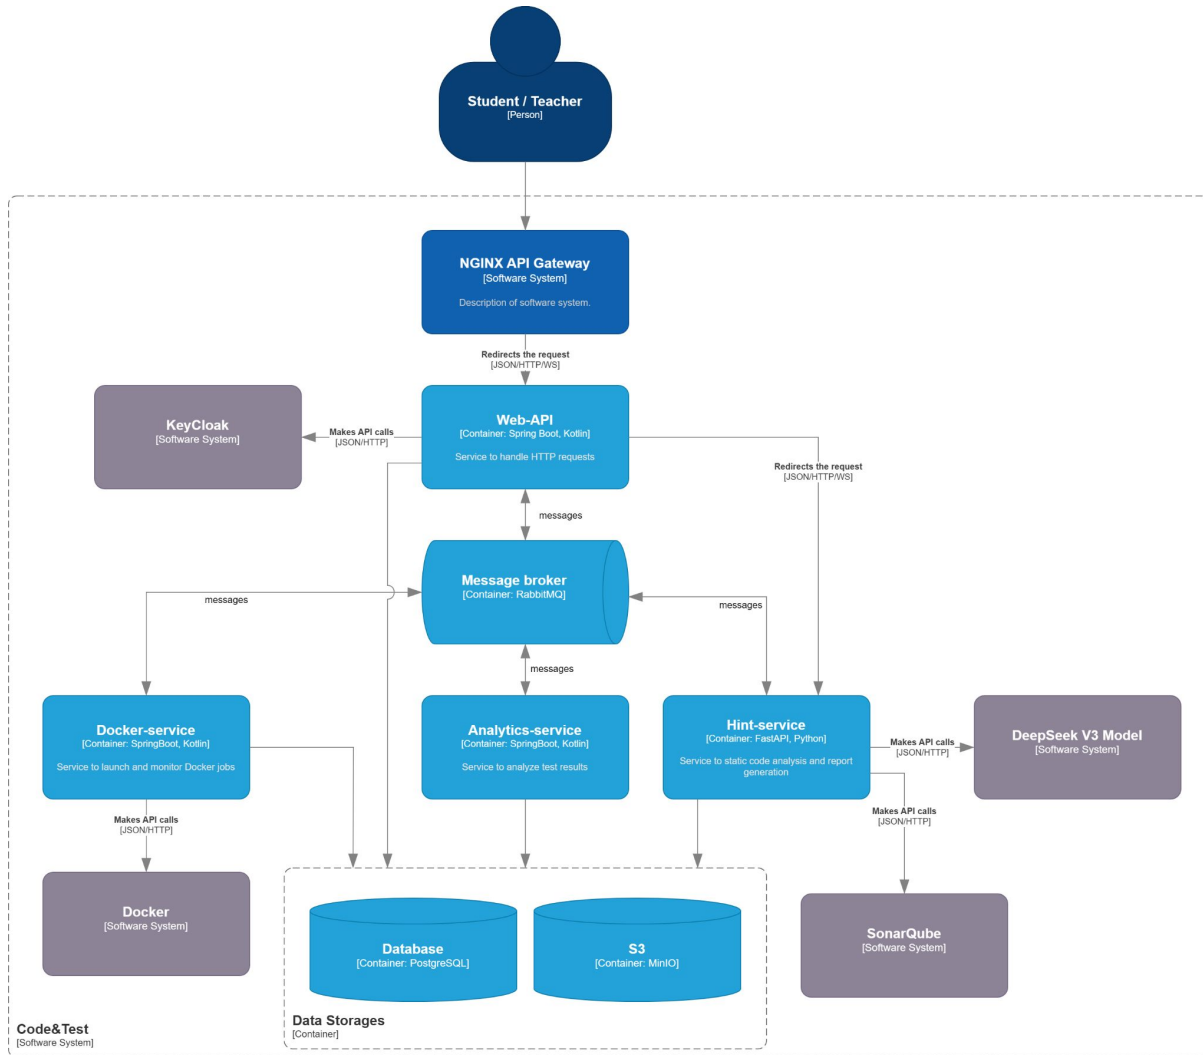 Student / Teacher
[Person]
NGINX API Gateway
[Software System]
Description of software system.
Redirects the request
[JSON/HTTP/WS]
KeyCloak
[Software System]
Makes API calls
[JSON/HTTP]
Web-API
[Container: Spring Boot, Kotlin]
Service to handle HTTP requests
Redirects the request
[JSON/HTTP/WS]
messages
Message broker
[Container: RabbitMQ]
messages
messages
messages
Docker-service
[Container: SpringBoot, Kotlin]
Service to launch and monitor Docker jobs
Analytics-service
[Container: SpringBoot, Kotlin]
Service to analyze test results
Hint-service
[Container: FastAPI, Python]
Service to static code analysis and report
generation
Makes API calls
[JSON/HTTP]
DeepSeek V3 Model
[Software System]
Makes API calls
[JSON/HTTP]
Makes API calls
[JSON/HTTP]
Docker
[Software System]
Database
[Container: PostgreSQL]
S3
[Container: MinIO]
SonarQube
[Software System]
Data Storages
[Container]
Code&Test
[Software System]